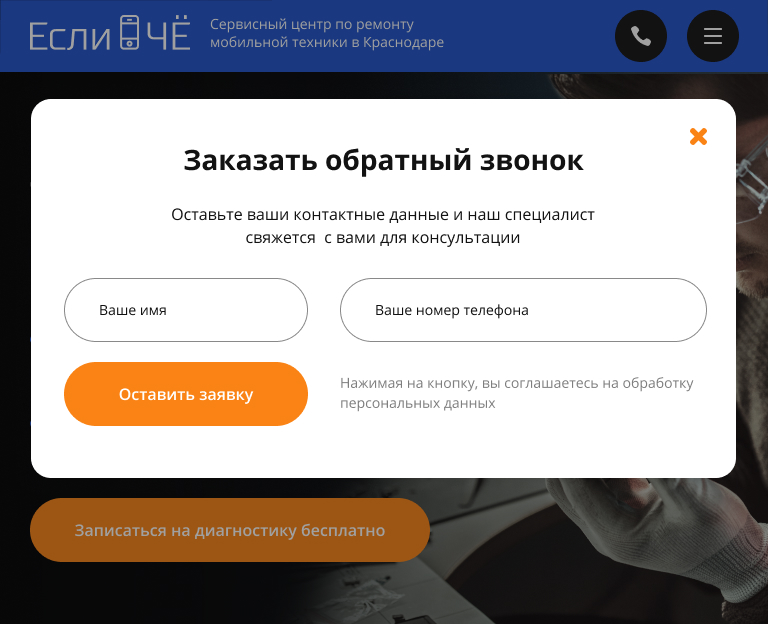 Если ЧЁ
Сервисный центр по ремонту
мобильной техники в Краснодаре
Заказать обратный звонок
Оставьте ваши контактные данные и наш специалист
свяжется  с вами для консультации
Ваше имя
Ваше номер телефона
Оставить заявку
Нажимая на кнопку, вы соглашаетесь на обработку
персональных данных
Записаться на диагностику бесплатно